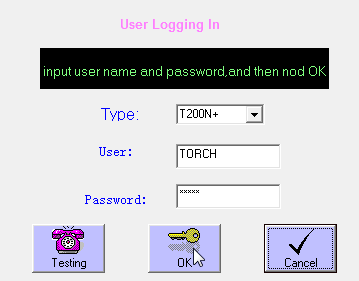 User Logging In
input user name and password,and then nod OK
Type: T200N+
User: TORCH
Password: *****
Testing OK Cancel